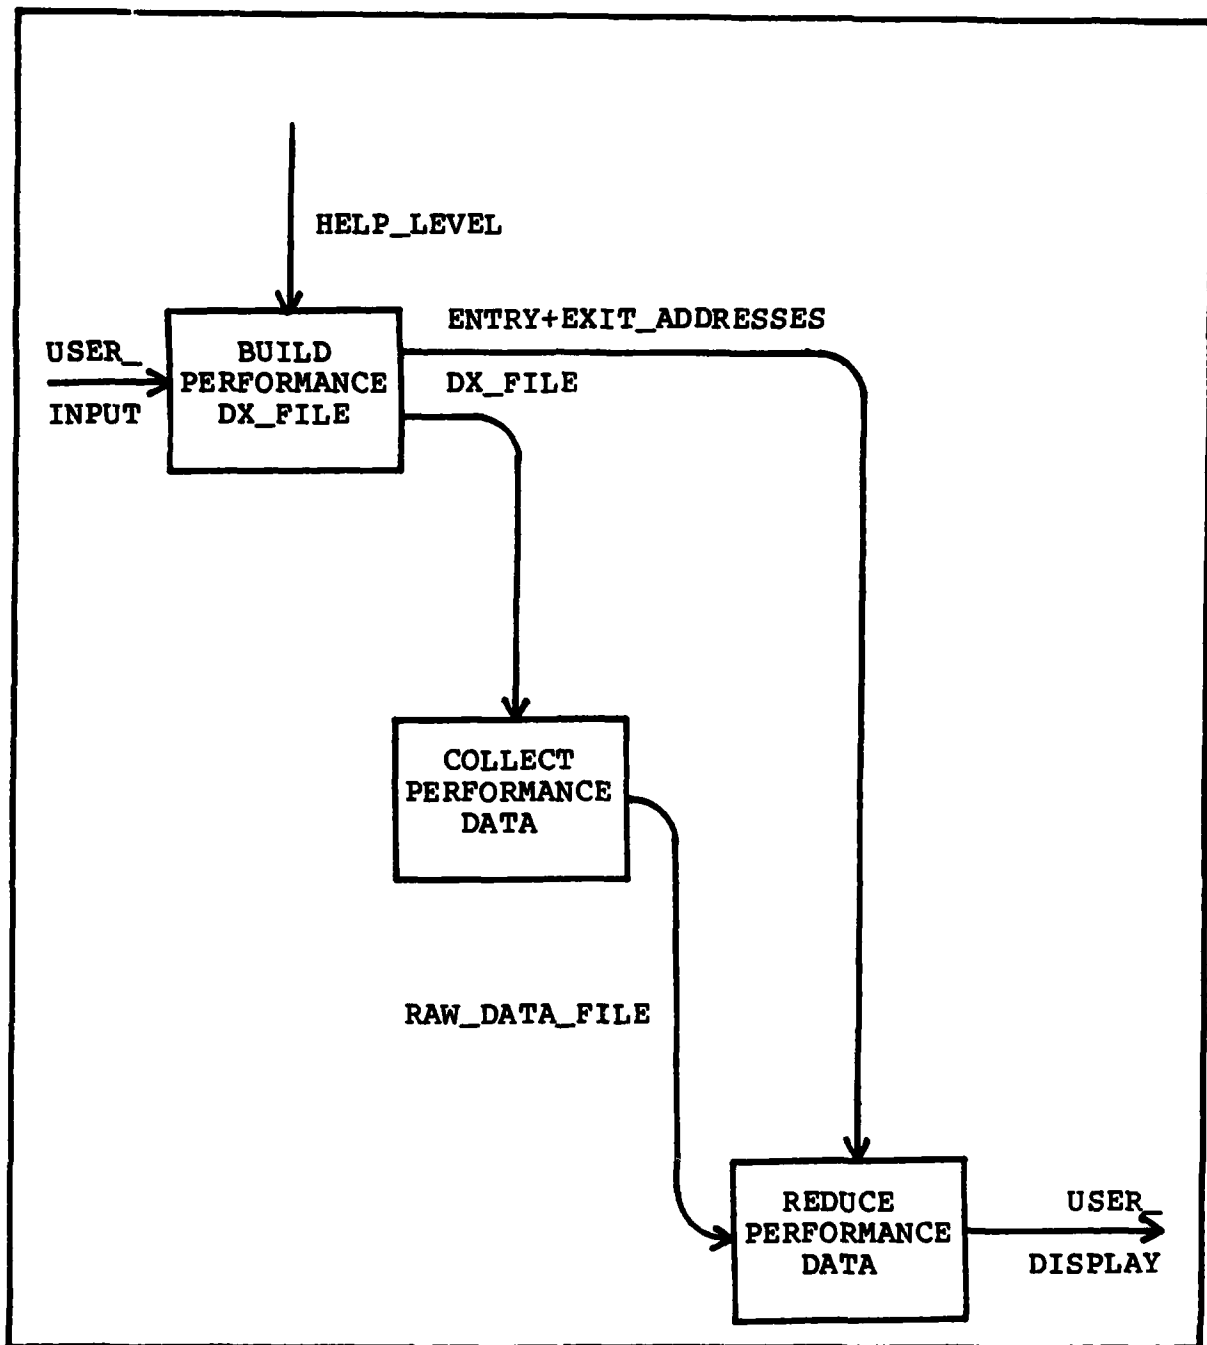 HELP_LEVEL
ENTRY+EXIT_ADDRESSES
USER_
INPUT
BUILD
PERFORMANCE
DX_FILE
DX_FILE
COLLECT
PERFORMANCE
DATA
RAW_DATA_FILE
REDUCE
PERFORMANCE
DATA
USER_
DISPLAY